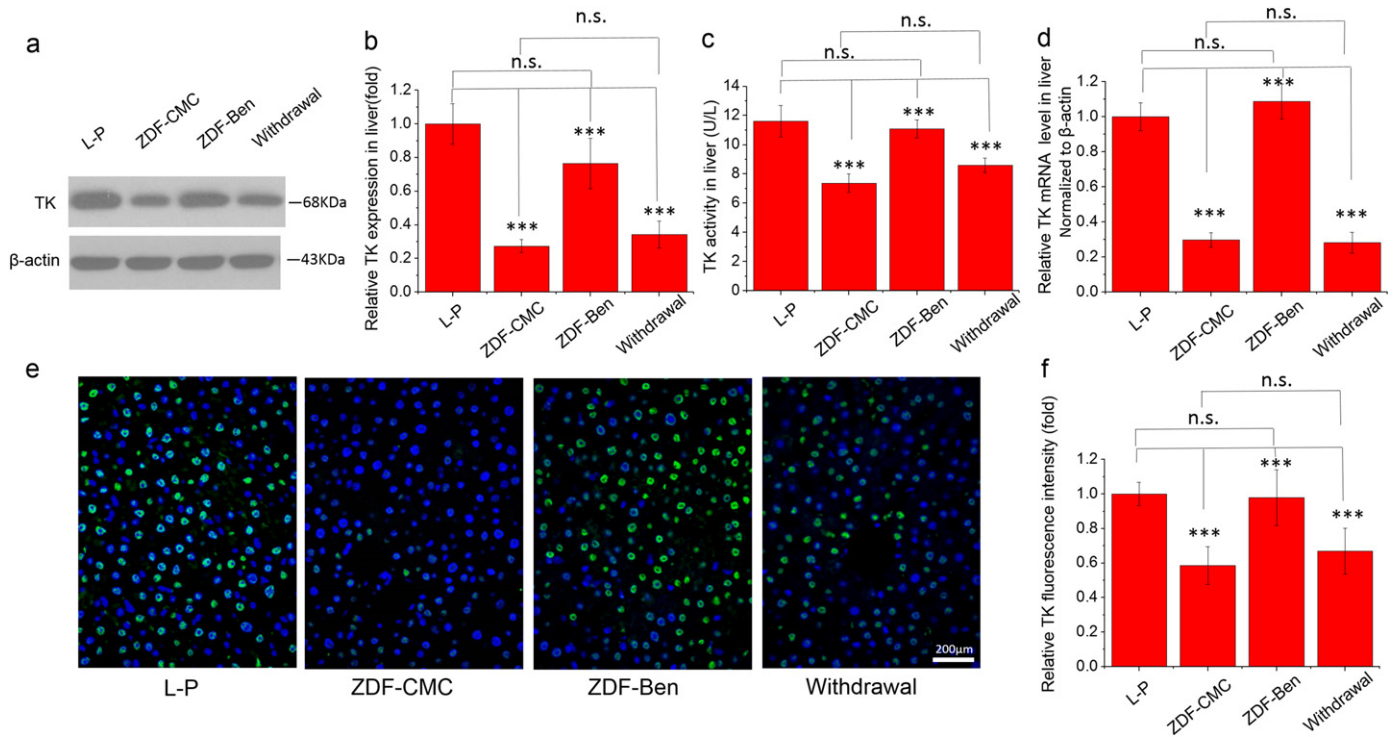 a
L-P
ZDF-CMC
ZDF-Ben
Withdrawal
TK
68KDa
β-actin
43KDa
b
n.s.
n.s.
Relative TK expression in liver(fold)
1.2
1.0
0.8
0.6
0.4
0.2
0.0
***
***
***
L-P
ZDF-CMC
ZDF-Ben
Withdrawal
c
n.s.
n.s.
TK activity in liver (U/L)
14
12
10
8
6
4
2
0
***
***
***
L-P
ZDF-CMC
ZDF-Ben
Withdrawal
d
n.s.
n.s.
Relative TK mRNA level in liver
Normalized to β-actin
1.2
1.0
0.8
0.6
0.4
0.2
0.0
***
***
***
L-P
ZDF-CMC
ZDF-Ben
Withdrawal
e
200μm
L-P
ZDF-CMC
ZDF-Ben
Withdrawal
f
n.s.
n.s.
Relative TK fluorescence intensity (fold)
1.2
1.0
0.8
0.6
0.4
0.2
0.0
***
***
***
L-P
ZDF-CMC
ZDF-Ben
Withdrawal